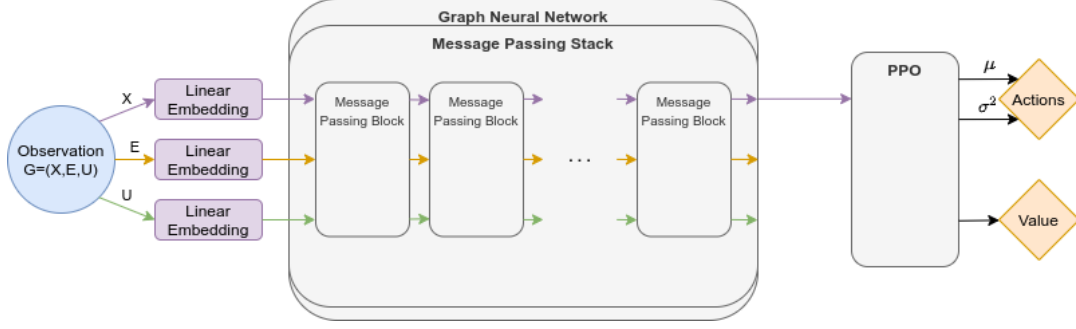 Graph Neural Network
Message Passing Stack
Observation
G=(X,E,U)
X
E
U
Linear
Embedding
Linear
Embedding
Linear
Embedding
Message
Passing Block
Message
Passing Block
...
Message
Passing Block
PPO
μ
σ²
Actions
Value